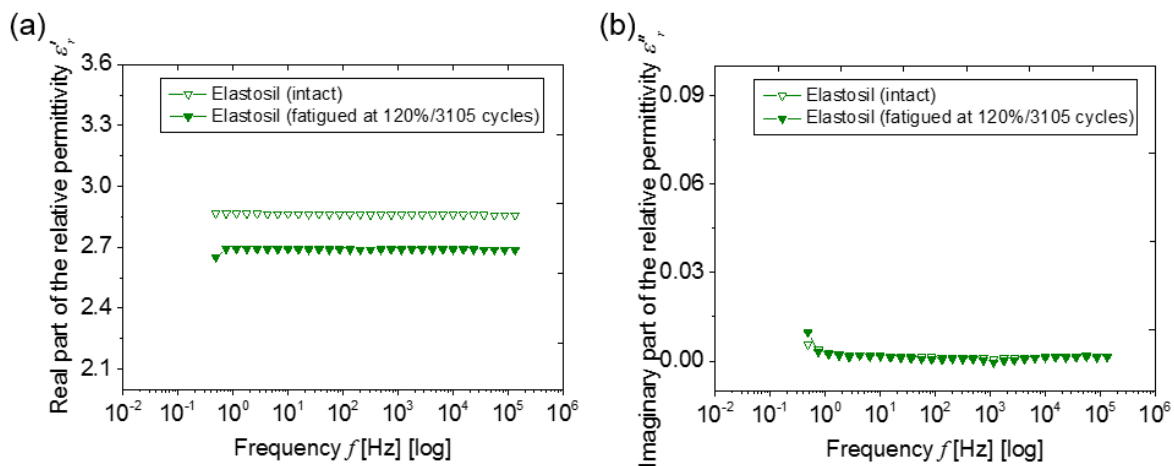 (a)
Real part of the relative permittivity ε'r
3.6
3.3
3.0
2.7
2.4
2.1
Elastosil (intact)
Elastosil (fatigued at 120%/3105 cycles)
10-2 10-1 100 101 102 103 104 105 106
Frequency f [Hz] [log]
(b)
Imaginary part of the relative permittivity ε''r
0.09
0.06
0.03
0.00
Elastosil (intact)
Elastosil (fatigued at 120%/3105 cycles)
10-2 10-1 100 101 102 103 104 105 106
Frequency f [Hz] [log]